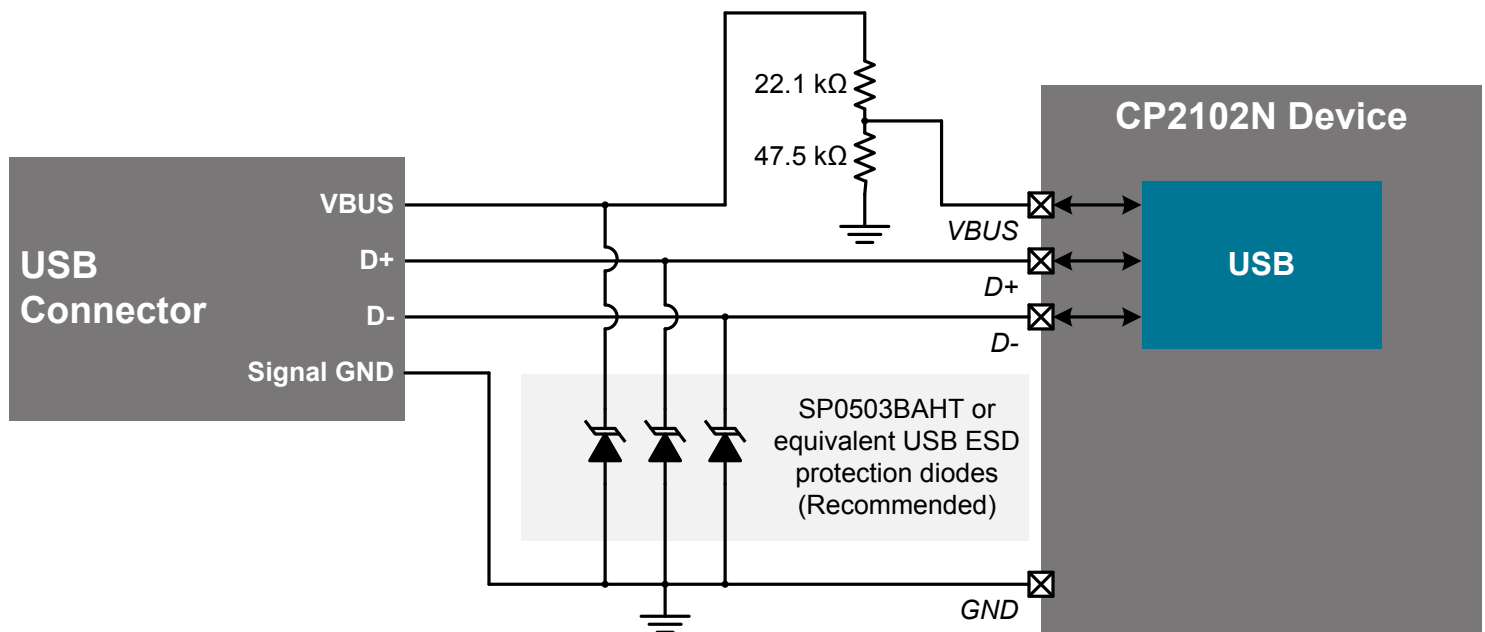 22.1 kΩ
47.5 kΩ
CP2102N Device
USB
Connector
VBUS
D+
D-
Signal GND
VBUS
D+
D-
USB
SP0503BAHT or
equivalent USB ESD
protection diodes
(Recommended)
GND